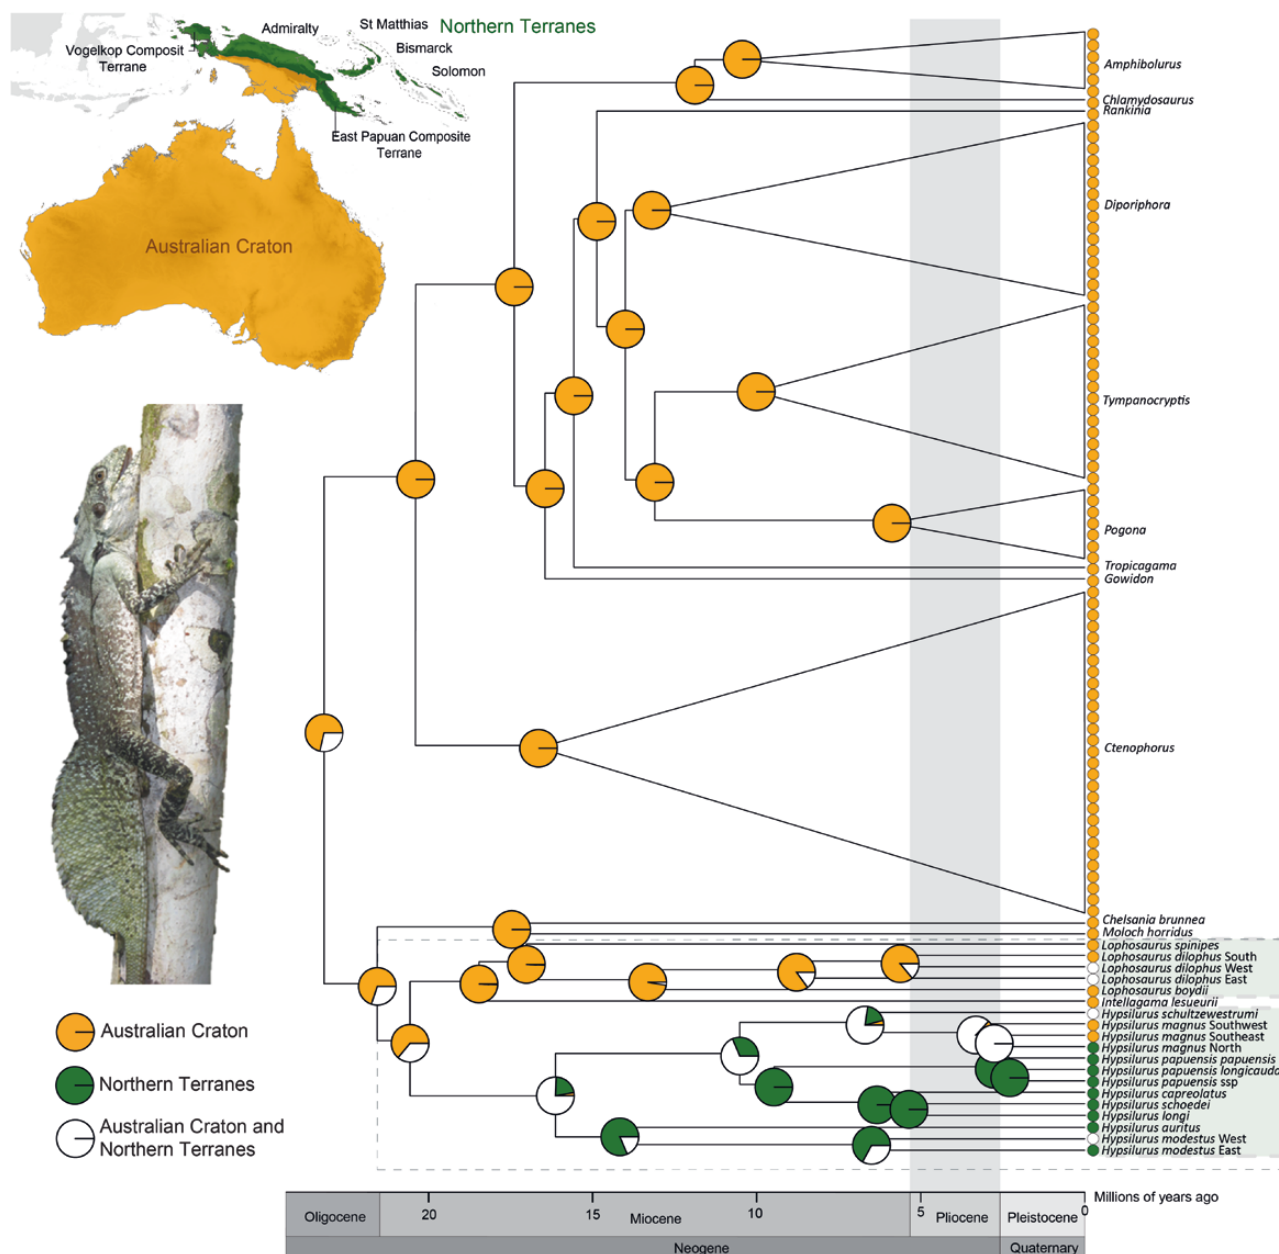 Admiralty
St Matthias
Northern Terranes
Vogelkop Composit
Terrane
Bismarck
Solomon
East Papuan Composite
Terrane
Australian Craton
Amphibolurus
Chlamydosaurus
Rankinia
Diporiphora
Tympanocryptis
Pogona
Tropicagama
Gowidon
Ctenophorus
Chelsania brunnea
Moloch horridus
Lophosaurus spinipes
Lophosaurus dilophus South
Lophosaurus dilophus West
Lophosaurus dilophus East
Lophosaurus boydii
Intellagama lesueurii
Hypsilurus schultzewestrumi
Hypsilurus magnus Southwest
Hypsilurus magnus Southeast
Hypsilurus magnus North
Hypsilurus papuensis papuensis
Hypsilurus papuensis longicauda
Hypsilurus papuensis ssp
Hypsilurus capreolatus
Hypsilurus schoedei
Hypsilurus longi
Hypsilurus auritus
Hypsilurus modestus West
Hypsilurus modestus East
Australian Craton
Northern Terranes
Australian Craton and
Northern Terranes
20 15 10 5 0
Millions of years ago
Oligocene Miocene Pliocene Pleistocene
Neogene Quaternary